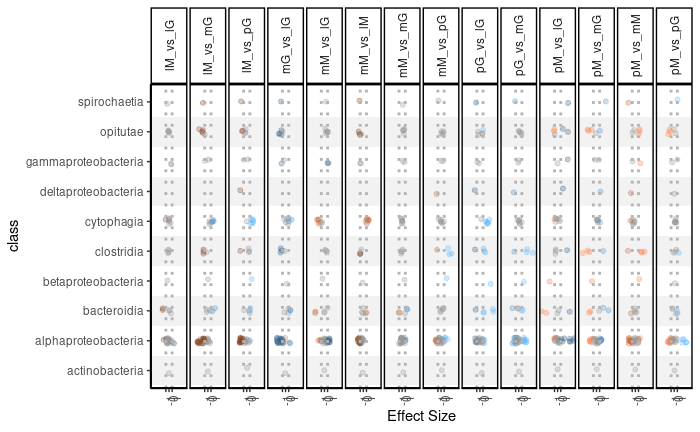 lM_vs_lG
lM_vs_mG
lM_vs_pG
mG_vs_lG
mM_vs_lG
mM_vs_lM
mM_vs_mG
mM_vs_pG
pG_vs_lG
pG_vs_mG
pM_vs_lG
pM_vs_mG
pM_vs_mM
pM_vs_pG
class
spirochaetia
opitutae
gammaproteobacteria
deltaproteobacteria
cytophagia
clostridia
betaproteobacteria
bacteroidia
alphaproteobacteria
actinobacteria
Effect Size